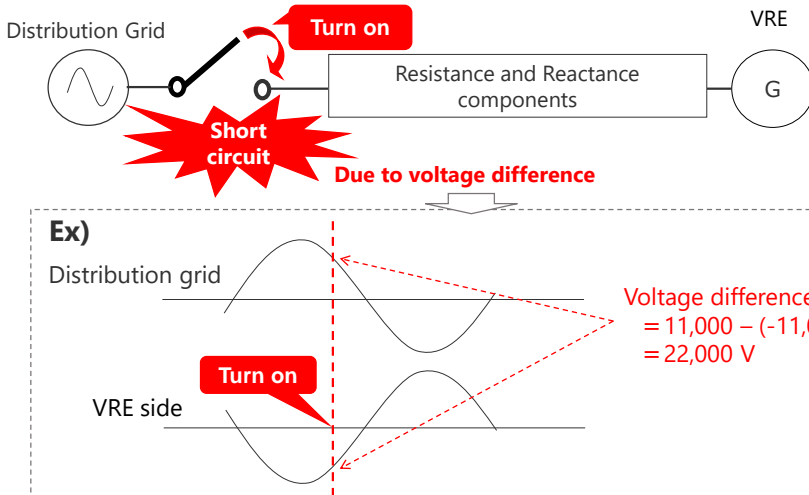 VRE
Distribution Grid
Turn on
Resistance and Reactance
components
G
Short
circuit
Due to voltage difference
Ex)
Distribution grid
Voltage difference
= 11,000 – (-11,0
= 22,000 V
Turn on
VRE side